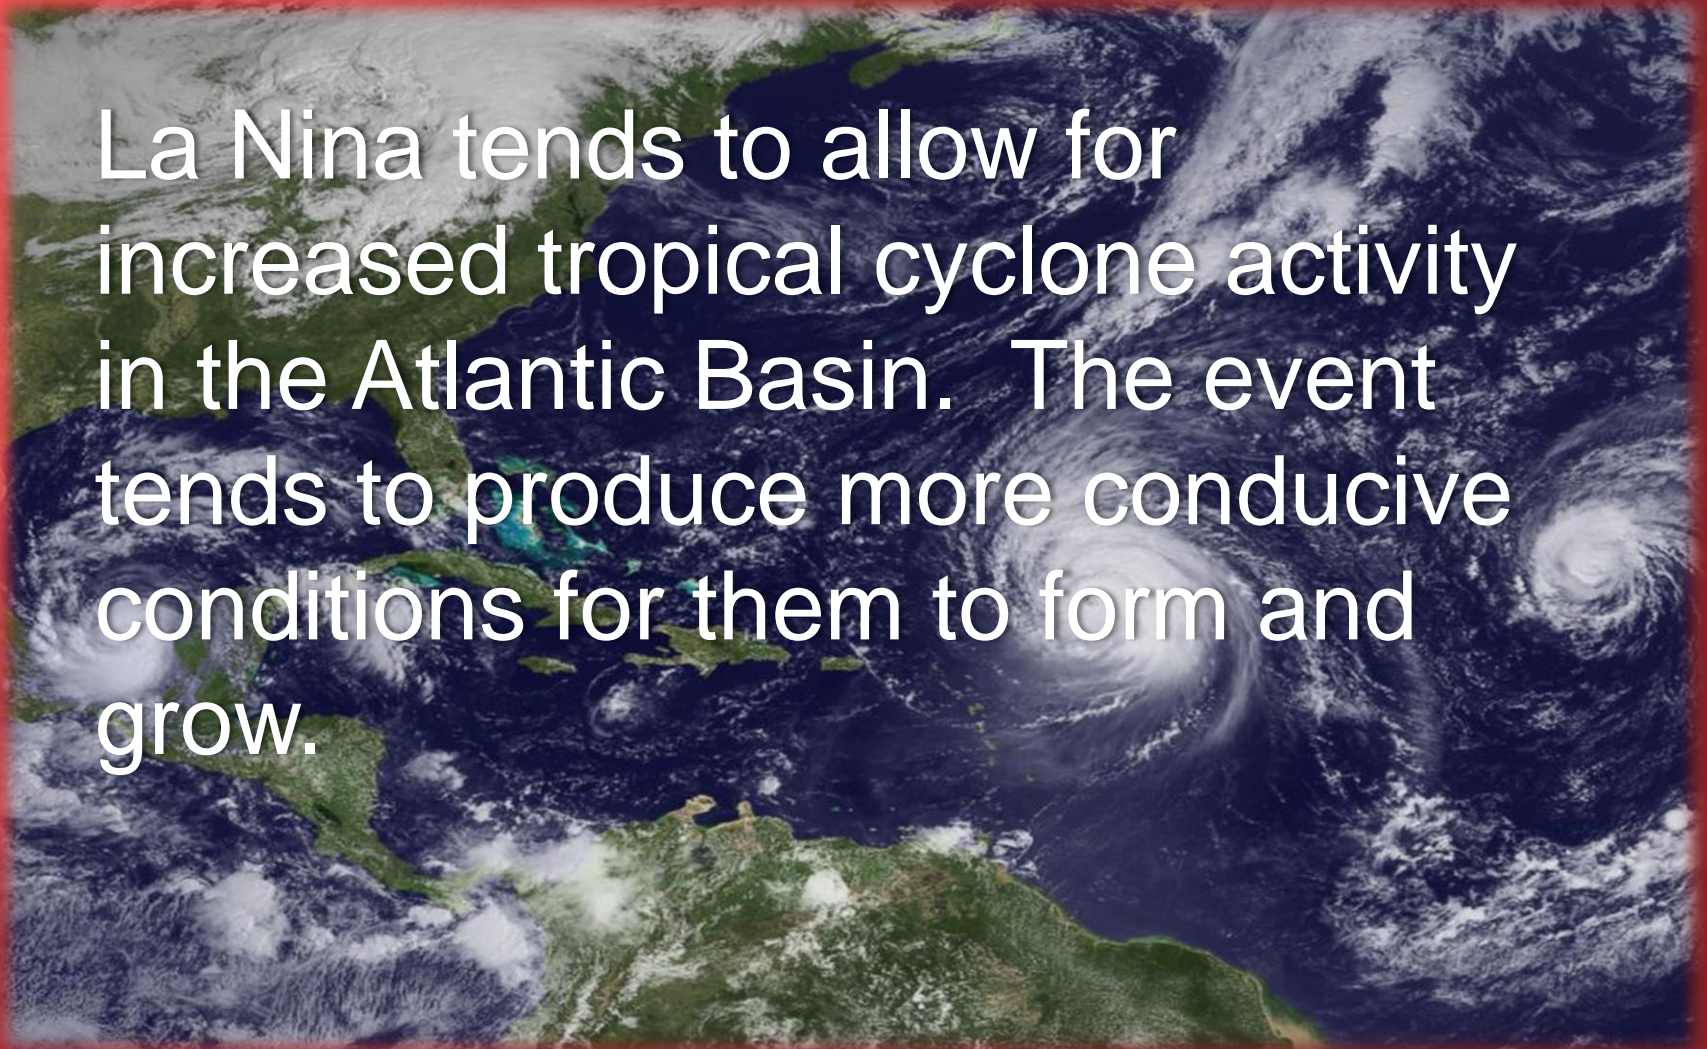 La Nina tends to allow for
increased tropical cyclone activity
in the Atlantic Basin.  The event
tends to produce more conducive
conditions for them to form and
grow.